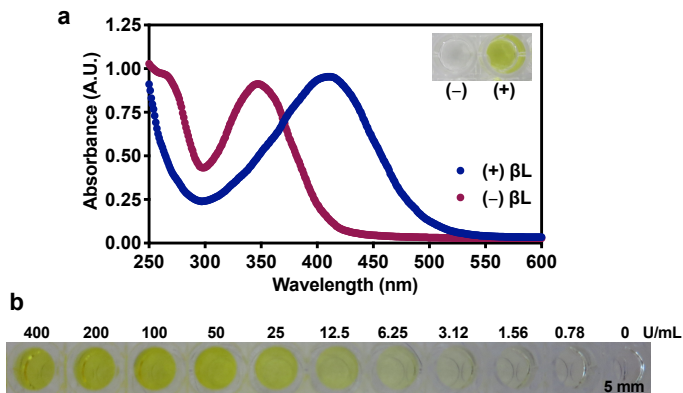 a
1.25
1.00
0.75
0.50
0.25
0.00
Absorbance (A.U.)
250 300 350 400 450 500 550 600
Wavelength (nm)
(−) (+)
(+) βL
(−) βL
b
400 200 100 50 25 12.5 6.25 3.12 1.56 0.78 0 U/mL
5 mm